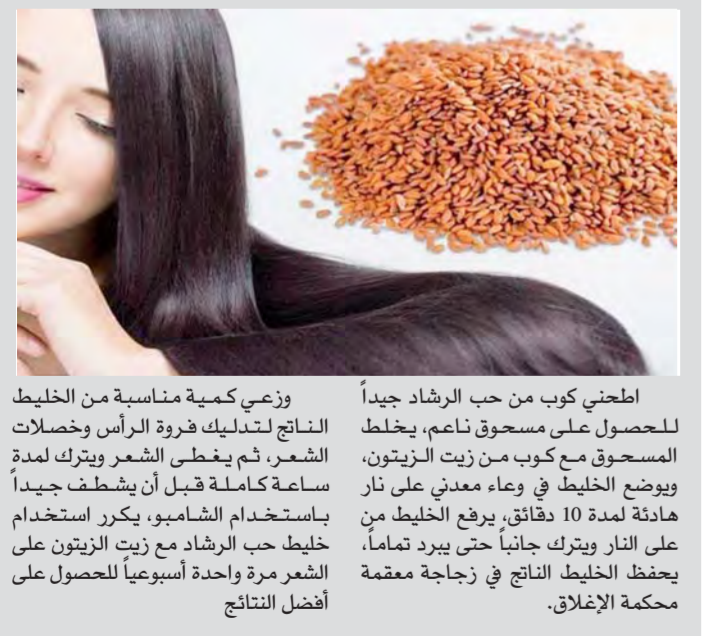 اطحني كوب من حب الرشاد جيداً
للحصول على مسحوق ناعم، يخلط
المسحوق مع كوب من زيت الزيتون،
ويوضع الخليط في وعاء معدني على نار
هادئة لمدة 10 دقائق، يرفع الخليط من
على النار ويترك جانباً حتى يبرد تماماً،
يحفظ الخليط الناتج في زجاجة معقمة
محكمة الإغلاق.
وزعي كمية مناسبة من الخليط
الناتج لتدليك فروة الرأس وخصلات
الشعر، ثم يغطى الشعر ويترك لمدة
ساعة كاملة قبل أن يشطف جيداً
باستخدام الشامبو، يكرر استخدام
خليط حب الرشاد مع زيت الزيتون على
الشعر مرة واحدة أسبوعياً للحصول على
أفضل النتائج